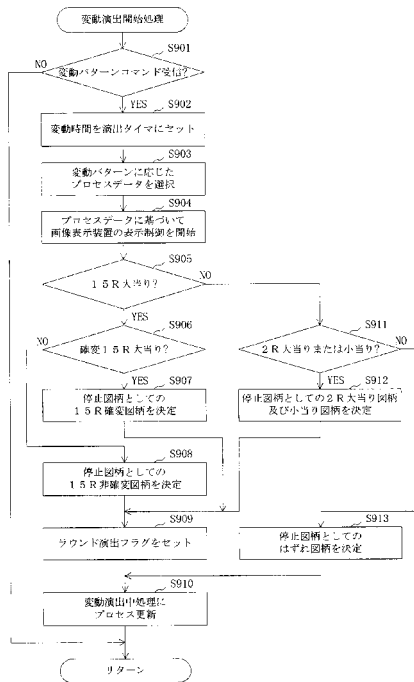 変動演出開始処理
S901
変動パターンコマンド受信?
NO
YES
S902
変動時間を演出タイマにセット
S903
変動パターンに応じた
プロセスデータを選択
S904
プロセスデータに基づいて
画像表示装置の表示制御を開始
S905
15R大当り?
NO
YES
S906
確変15R大当り?
NO
YES
S911
2R大当りまたは小当り?
NO
YES
S907
停止図柄としての
15R確変図柄を決定
S912
停止図柄としての2R大当り図柄
及び小当り図柄を決定
S908
停止図柄としての
15R非確変図柄を決定
S909
ラウンド演出フラグをセット
S913
停止図柄としての
はずれ図柄を決定
S910
変動演出中処理に
プロセス更新
リターン